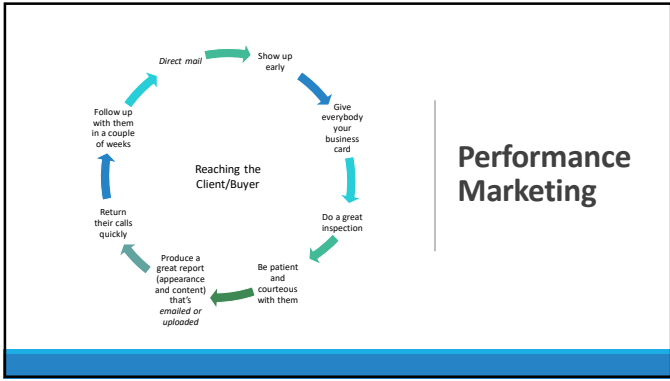 Direct mail
Show up
early
Give
everybody
your
business
card
Do a great
inspection
Be patient
and
courteous
with them
Produce a
great report
(appearance
and content)
that's
emailed or
uploaded
Return
their calls
quickly
Follow up
with them
in a couple
of weeks
Reaching the
Client/Buyer
Performance
Marketing